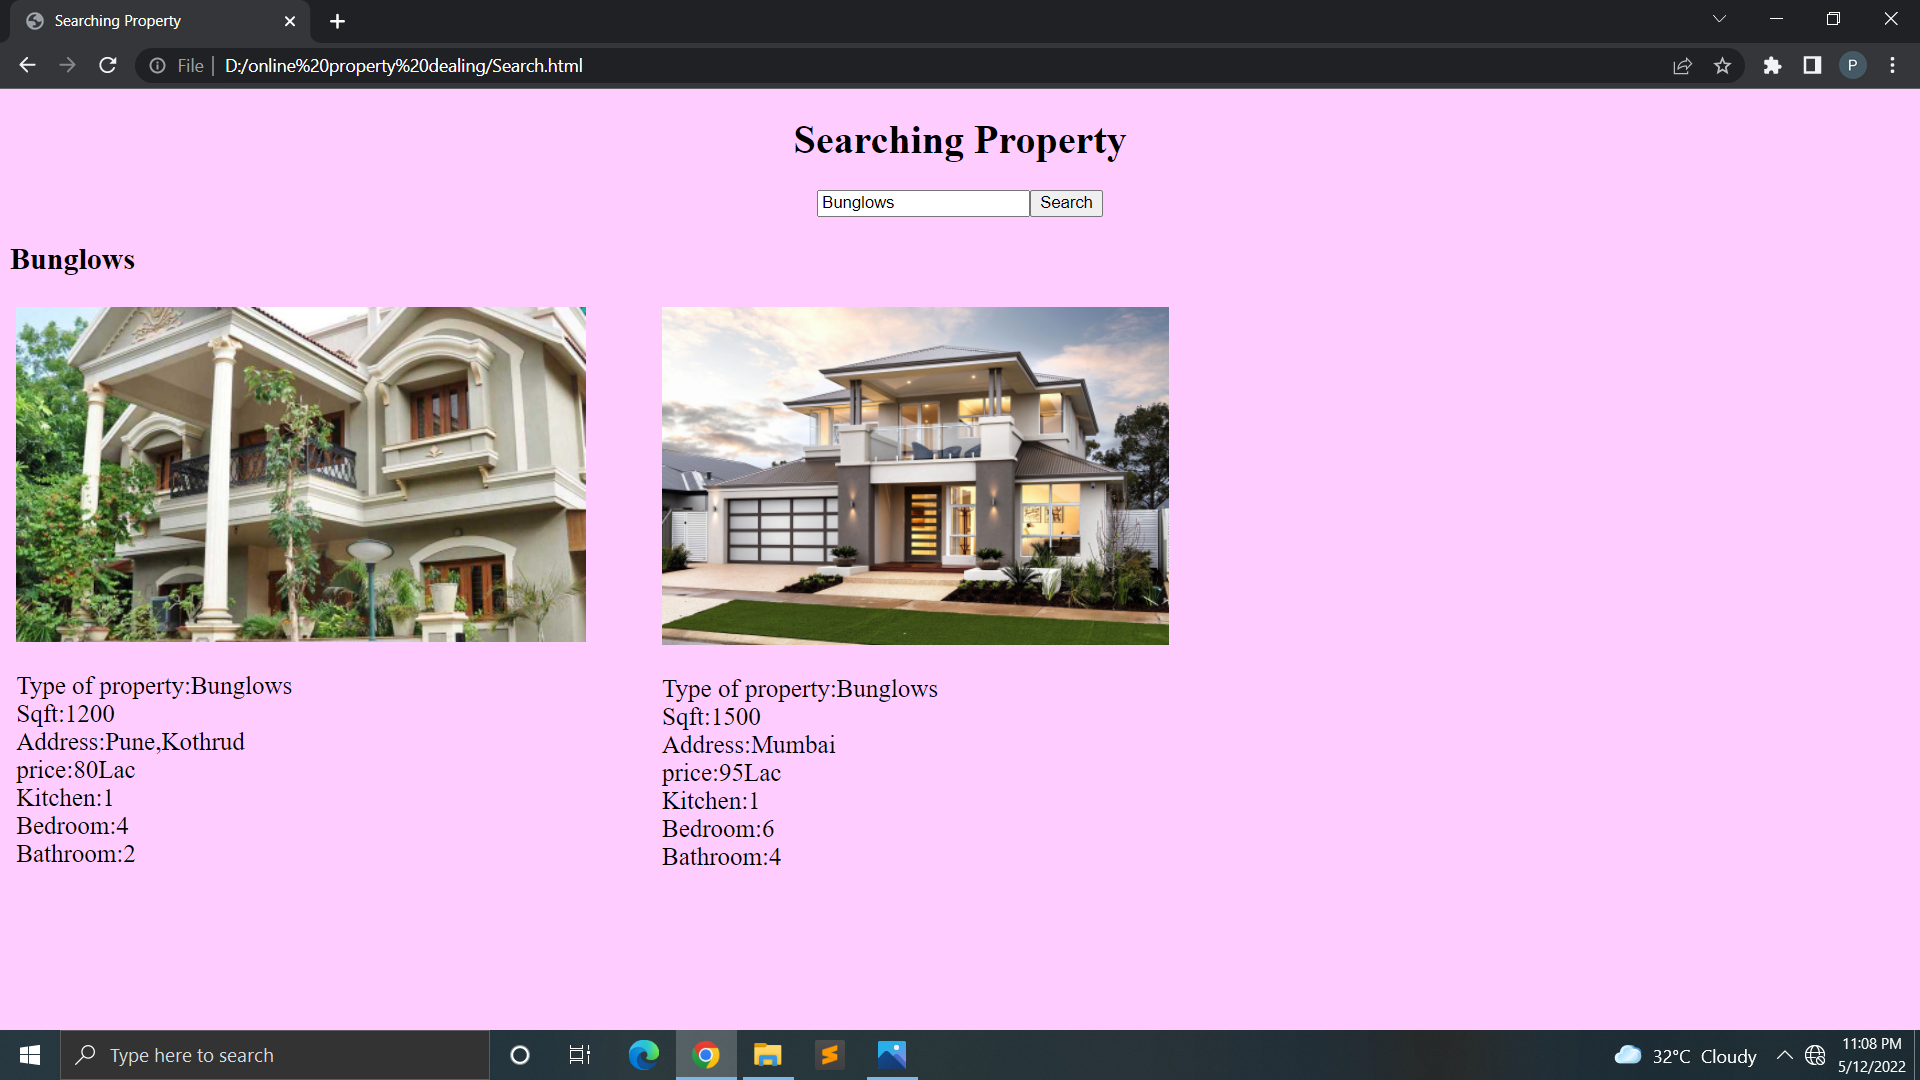 Searching Property
File
D:/online%20property%20dealing/Search.html
P
Searching Property
Bunglows
Search
Bunglows
Type of property:Bunglows
Sqft:1200
Address:Pune,Kothrud
price:80Lac
Kitchen:1
Bedroom:4
Bathroom:2
Type of property:Bunglows
Sqft:1500
Address:Mumbai
price:95Lac
Kitchen:1
Bedroom:6
Bathroom:4
Type here to search
32°C Cloudy
11:08 PM
5/12/2022